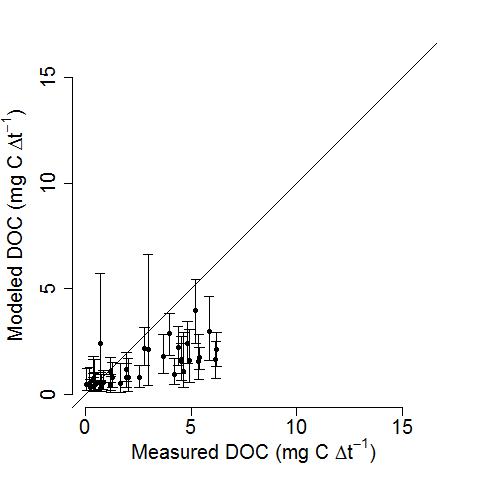 15
10
5
0
Modeled DOC (mg C Δt⁻¹)
0 5 10 15
Measured DOC (mg C Δt⁻¹)